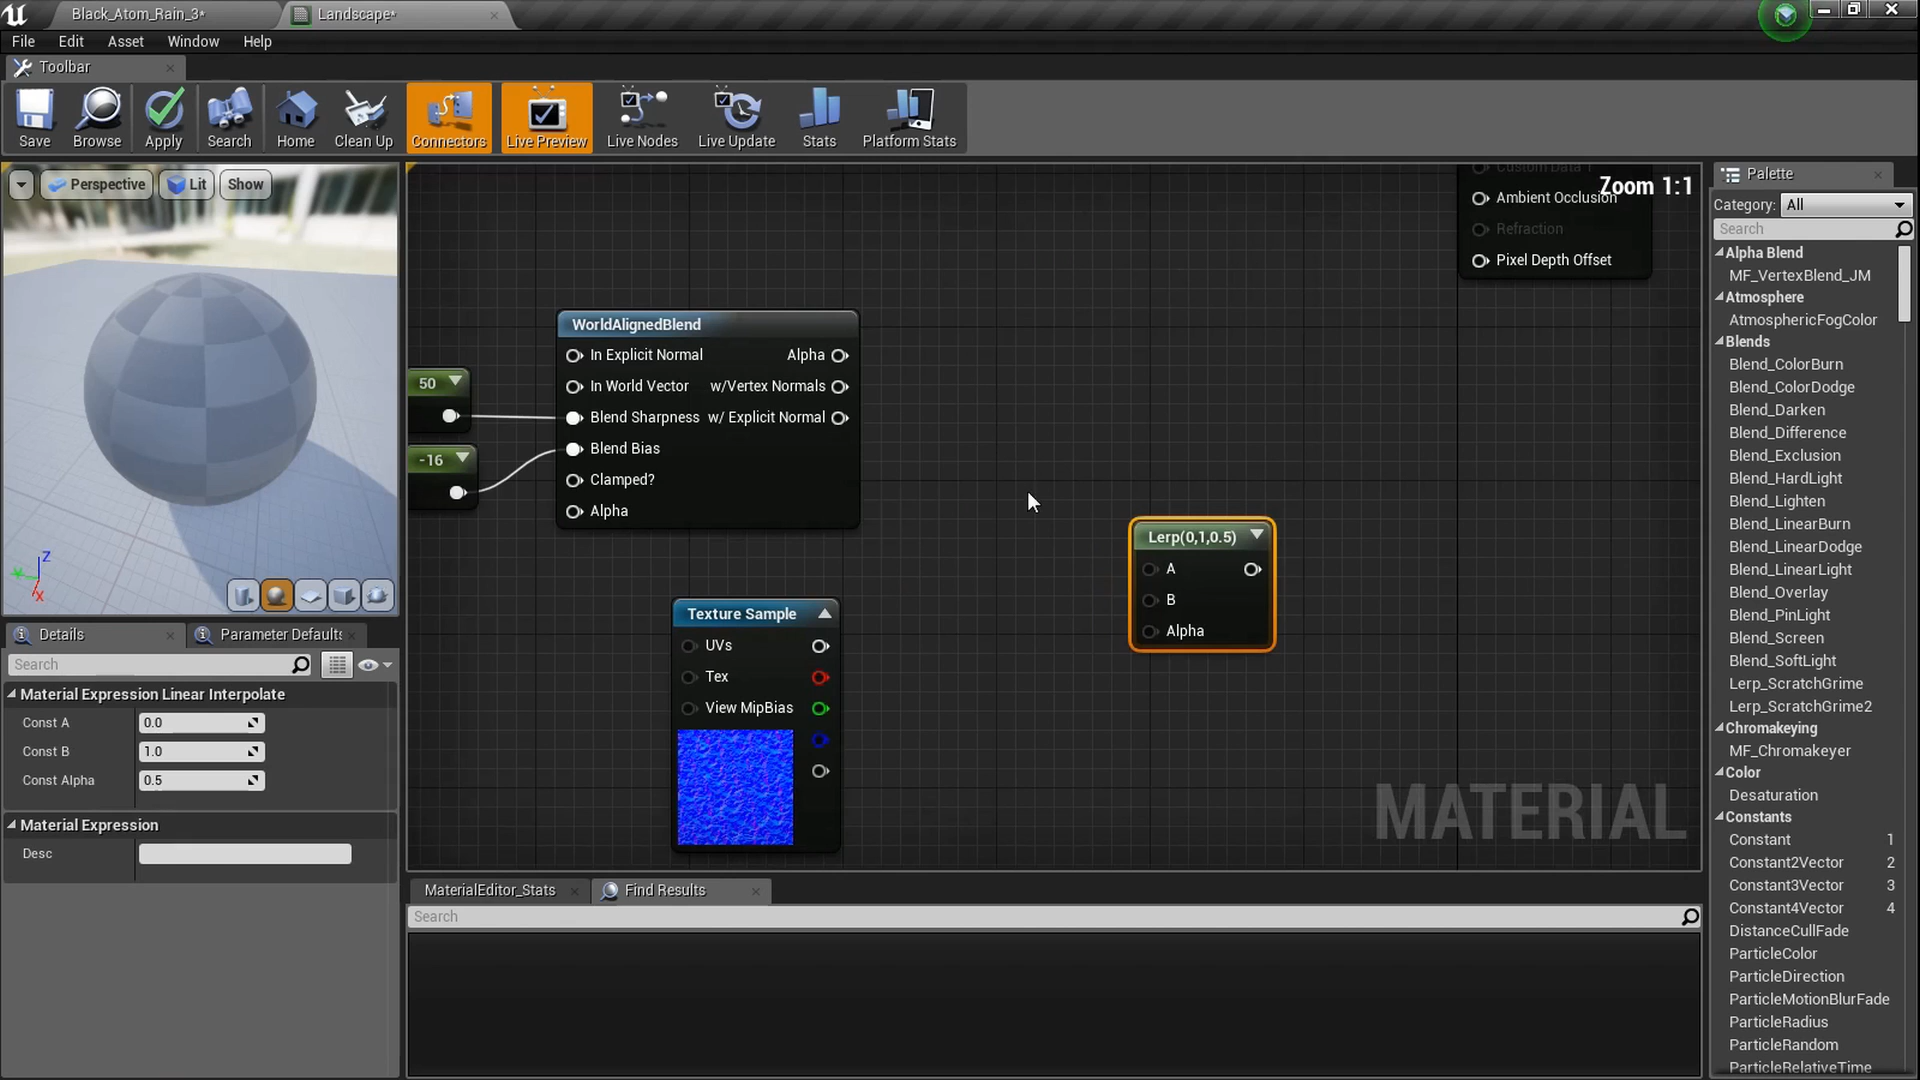 Black_Atom_Rain_3*
Landscape*
File Edit Asset Window Help
Toolbar
Save Browse Apply Search Home Clean Up Connectors Live Preview Live Nodes Live Update Stats Platform Stats
Perspective Lit Show
Z
X
Details
Parameter Defaults
Search
Material Expression Linear Interpolate
Const A 0.0
Const B 1.0
Const Alpha 0.5
Material Expression
Desc
Zoom 1:1
Custom Data 1
Ambient Occlusion
Refraction
Pixel Depth Offset
50
-16
WorldAlignedBlend
In Explicit Normal Alpha
In World Vector w/Vertex Normals
Blend Sharpness w/ Explicit Normal
Blend Bias
Clamped?
Alpha
Lerp(0,1,0.5)
A
B
Alpha
Texture Sample
UVs
Tex
View MipBias
MATERIAL
MaterialEditor_Stats
Find Results
Search
Palette
Category: All
Search
Alpha Blend
MF_VertexBlend_JM
Atmosphere
AtmosphericFogColor
Blends
Blend_ColorBurn
Blend_ColorDodge
Blend_Darken
Blend_Difference
Blend_Exclusion
Blend_HardLight
Blend_Lighten
Blend_LinearBurn
Blend_LinearDodge
Blend_LinearLight
Blend_Overlay
Blend_PinLight
Blend_Screen
Blend_SoftLight
Lerp_ScratchGrime
Lerp_ScratchGrime2
Chromakeying
MF_Chromakeyer
Color
Desaturation
Constants
Constant 1
Constant2Vector 2
Constant3Vector 3
Constant4Vector 4
DistanceCullFade
ParticleColor
ParticleDirection
ParticleMotionBlurFade
ParticleRadius
ParticleRandom
ParticleRelativeTime